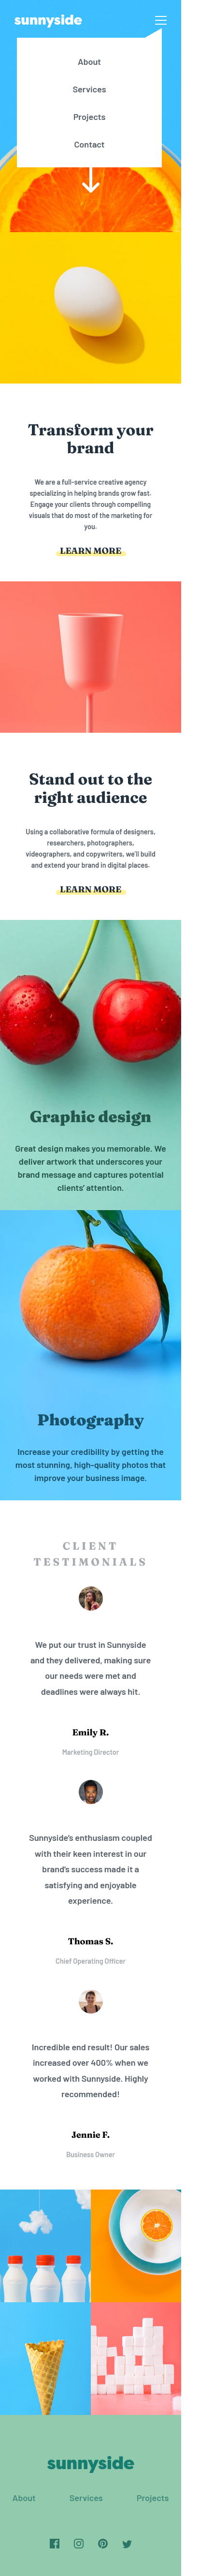 sunnyside
About
Services
Projects
Contact
Transform your
brand
We are a full-service creative agency
specializing in helping brands grow fast.
Engage your clients through compelling
visuals that do most of the marketing for
you.
LEARN MORE
Stand out to the
right audience
Using a collaborative formula of designers,
researchers, photographers,
videographers, and copywriters, we'll build
and extend your brand in digital places.
LEARN MORE
Graphic design
Great design makes you memorable. We
deliver artwork that underscores your
brand message and captures potential
clients' attention.
Photography
Increase your credibility by getting the
most stunning, high-quality photos that
improve your business image.
CLIENT
TESTIMONIALS
We put our trust in Sunnyside
and they delivered, making sure
our needs were met and
deadlines were always hit.
Emily R.
Marketing Director
Sunnyside's enthusiasm coupled
with their keen interest in our
brand's success made it a
satisfying and enjoyable
experience.
Thomas S.
Chief Operating Officer
Incredible end result! Our sales
increased over 400% when we
worked with Sunnyside. Highly
recommended!
Jennie F.
Business Owner
sunnyside
About Services Projects